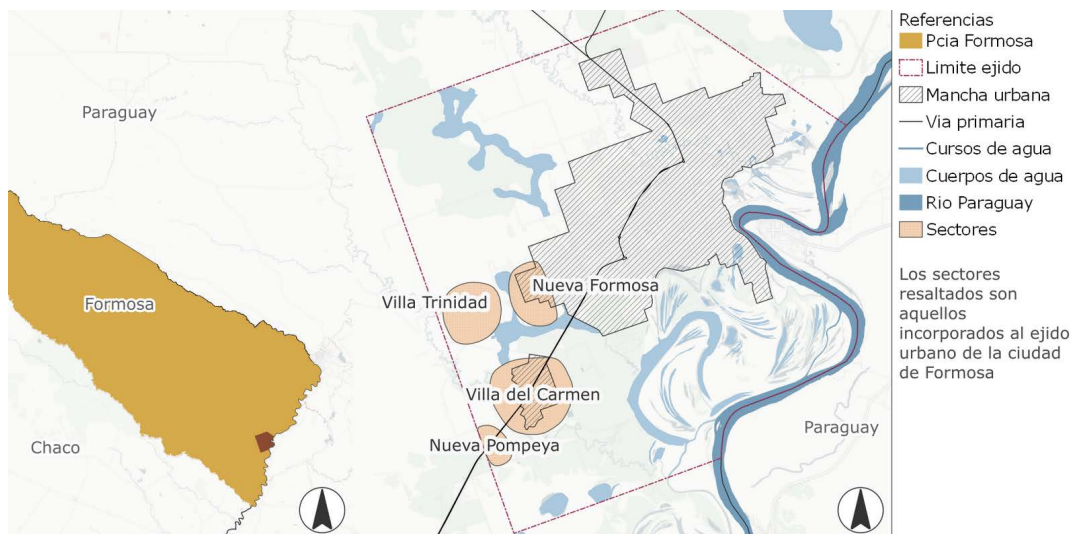 Paraguay
Formosa
Chaco
Villa Trinidad
Nueva Formosa
Villa del Carmen
Nueva Pompeya
Paraguay
Referencias
Pcia Formosa
Limite ejido
Mancha urbana
Via primaria
Cursos de agua
Cuerpos de agua
Rio Paraguay
Sectores
Los sectores
resaltados son
aquellos
incorporados al ejido
urbano de la ciudad
de Formosa